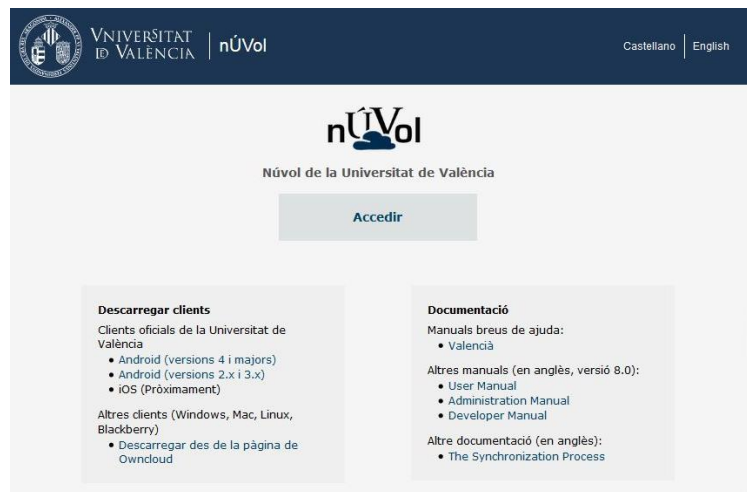 VNIVERSITAT
ID VALÈNCIA
nÚVol
Castellano
English
nÚVol
Núvol de la Universitat de València
Accedir
Descarregar clients
Clients oficials de la Universitat de
València
• Android (versions 4 i majors)
• Android (versions 2.x i 3.x)
• iOS (Pròximament)
Altres clients (Windows, Mac, Linux,
Blackberry)
• Descarregar des de la pàgina de
Owncloud
Documentació
Manuals breus de ajuda:
• Valencià
Altres manuals (en anglès, versió 8.0):
• User Manual
• Administration Manual
• Developer Manual
Altre documentació (en anglès):
• The Synchronization Process